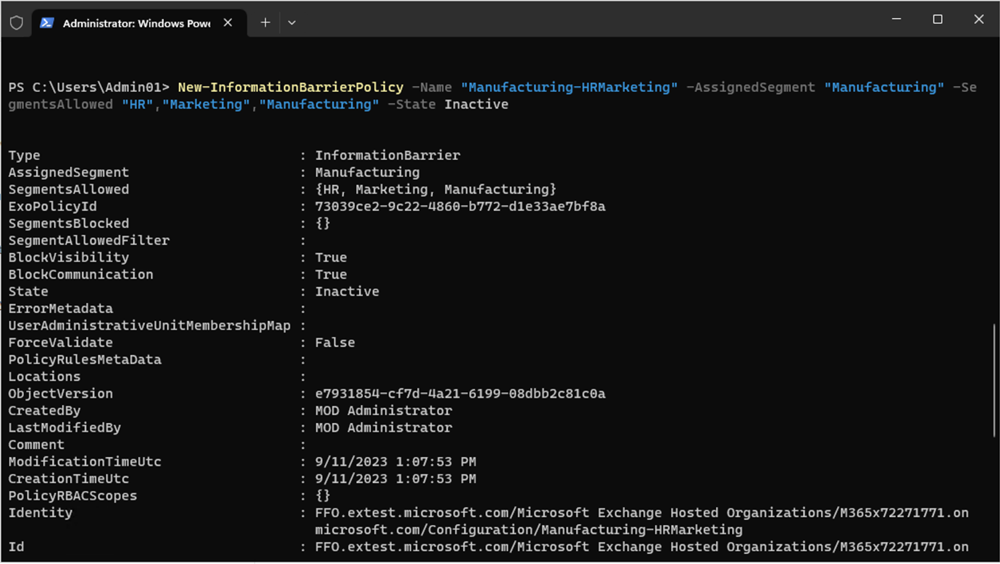 Administrator: Windows Powe
PS C:\Users\Admin01> New-InformationBarrierPolicy -Name "Manufacturing-HRMarketing" -AssignedSegment "Manufacturing" -Se
gmentsAllowed "HR","Marketing","Manufacturing" -State Inactive
Type : InformationBarrier
AssignedSegment : Manufacturing
SegmentsAllowed : {HR, Marketing, Manufacturing}
ExoPolicyId : 73039ce2-9c22-4860-b772-d1e33ae7bf8a
SegmentsBlocked : {}
SegmentAllowedFilter :
BlockVisibility : True
BlockCommunication : True
State : Inactive
ErrorMetadata :
UserAdministrativeUnitMembershipMap :
ForceValidate : False
PolicyRulesMetaData :
Locations :
ObjectVersion : e7931854-cf7d-4a21-6199-08dbb2c81c0a
CreatedBy : MOD Administrator
LastModifiedBy : MOD Administrator
Comment :
ModificationTimeUtc : 9/11/2023 1:07:53 PM
CreationTimeUtc : 9/11/2023 1:07:53 PM
PolicyRBACScopes : {}
Identity : FFO.extest.microsoft.com/Microsoft Exchange Hosted Organizations/M365x72271771.on
microsoft.com/Configuration/Manufacturing-HRMarketing
Id : FFO.extest.microsoft.com/Microsoft Exchange Hosted Organizations/M365x72271771.on